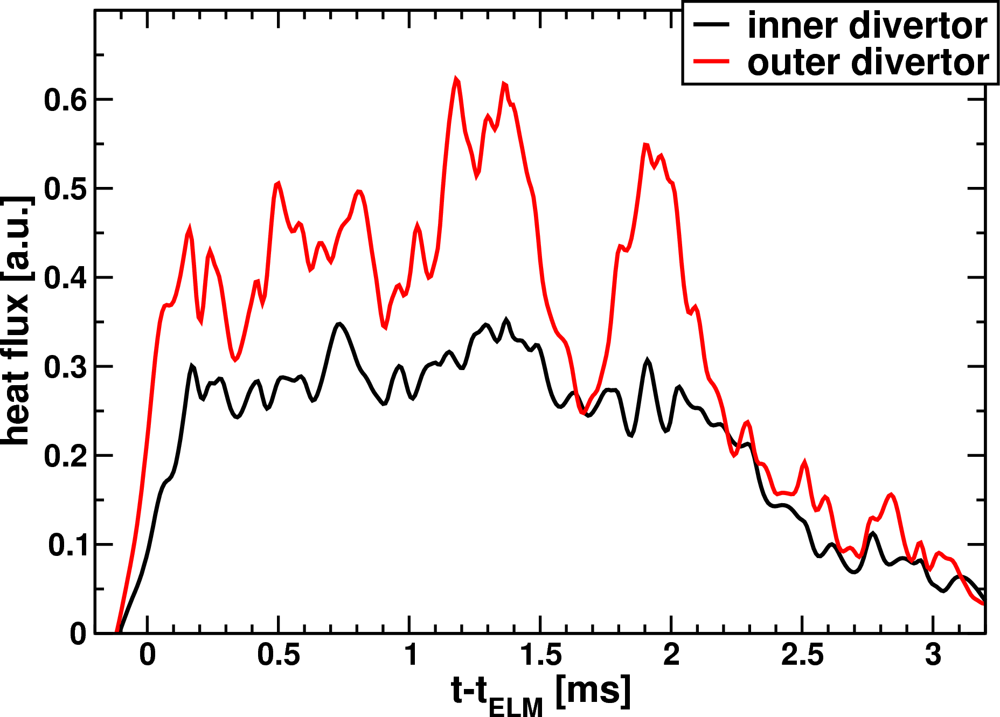 inner divertor
outer divertor
heat flux [a.u.]
0.6
0.5
0.4
0.3
0.2
0.1
0
0 0.5 1 1.5 2 2.5 3
t-tELM [ms]